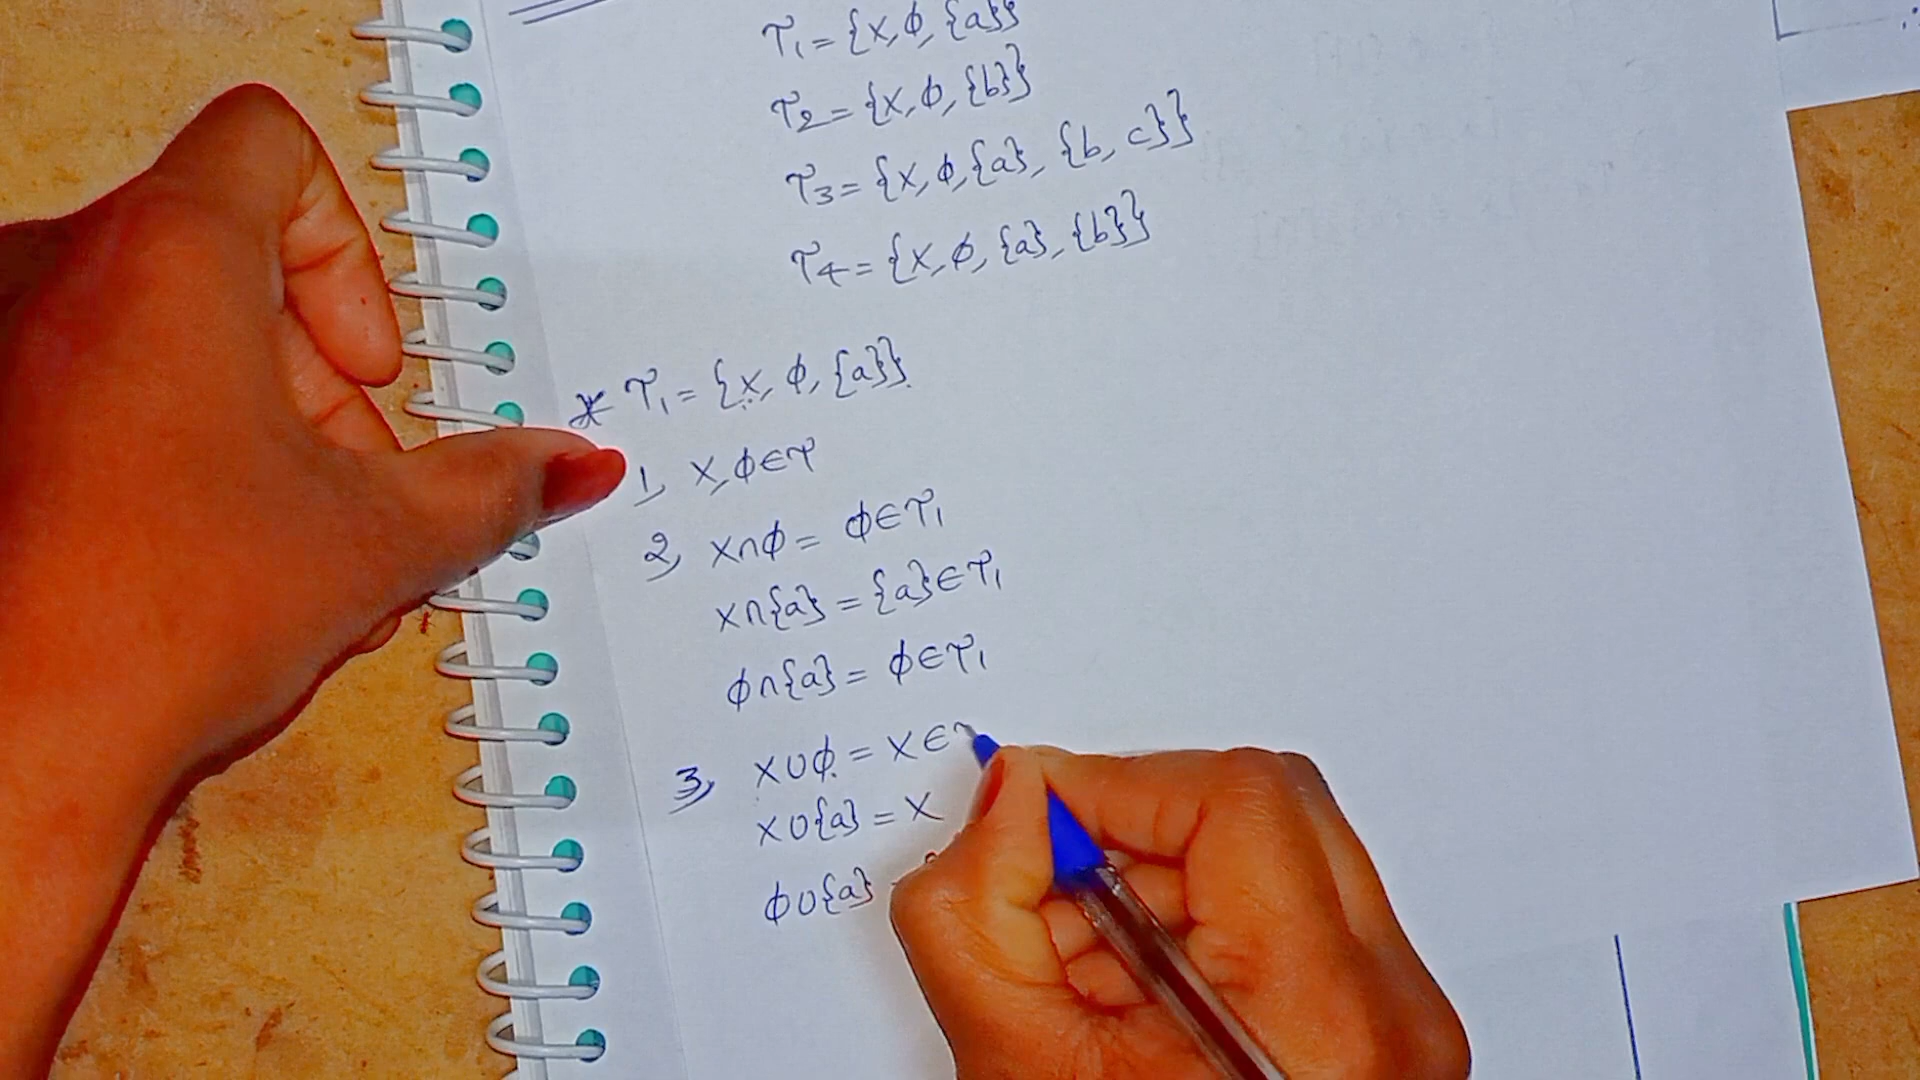 τ₁ = {X, ϕ, {a}}
τ₂ = {X, ϕ, {b}}
τ₃ = {X, ϕ, {a}, {b, c}}
τ₄ = {X, ϕ, {a}, {b}}
* τ₁ = {X, ϕ, {a}}.
1, X, ϕ ∈ τ
2, X ∩ ϕ = ϕ ∈ τ₁
X ∩ {a} = {a} ∈ τ₁
ϕ ∩ {a} = ϕ ∈ τ₁
3, X ∪ ϕ = X ∈ τ
X ∪ {a} = X
ϕ ∪ {a}